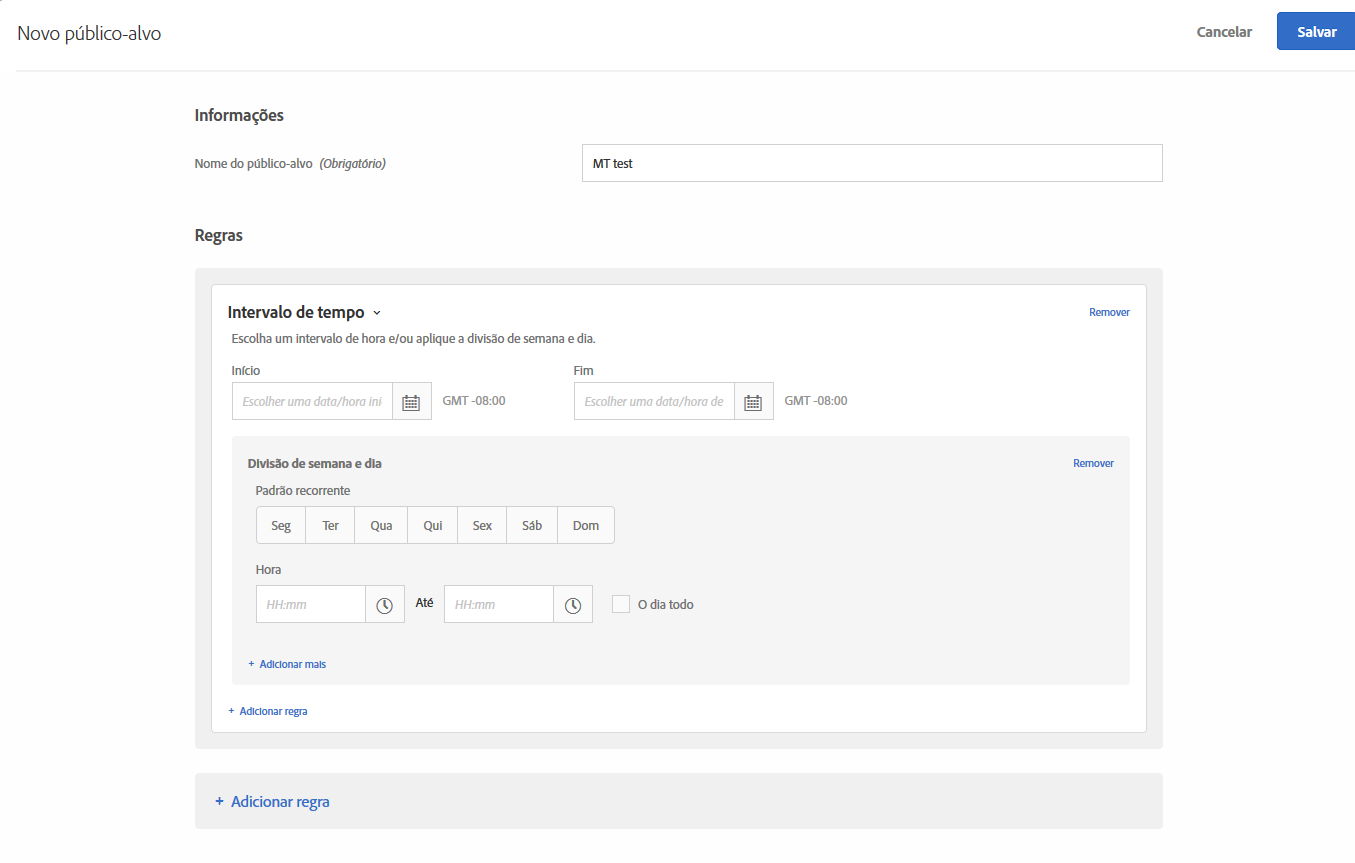 Novo público-alvo
Cancelar
Salvar
Informações
Nome do público-alvo (Obrigatório)
MT test
Regras
Intervalo de tempo
Remover
Escolha um intervalo de hora e/ou aplique a divisão de semana e dia.
Início
Fim
Escolher uma data/hora ini
GMT -08:00
Escolher uma data/hora de
GMT -08:00
Divisão de semana e dia
Remover
Padrão recorrente
Seg Ter Qua Qui Sex Sáb Dom
Hora
HH:mm
Até
HH:mm
O dia todo
+ Adicionar mais
+ Adicionar regra
+ Adicionar regra